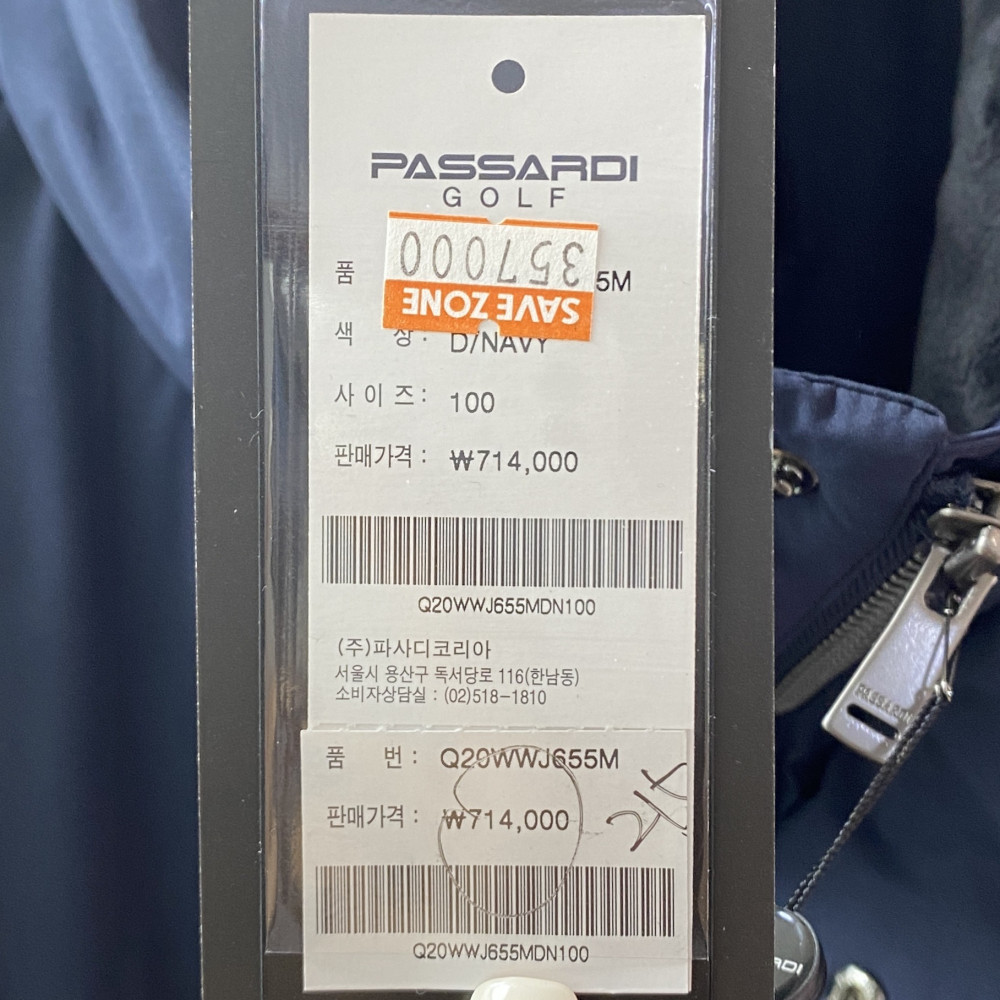 PASSARDI
GOLF
357000
SAVE ZONE
품 5M
색 상: D/NAVY
사이즈: 100
판매가격: ₩714,000
Q20WWJ655MDN100
(주)파사디코리아
서울시 용산구 독서당로 116(한남동)
소비자상담실 : (02)518-1810
품 번: Q20WWJ655M
판매가격: ₩714,000
Q20WWJ655MDN100
PASSARDI
RDI